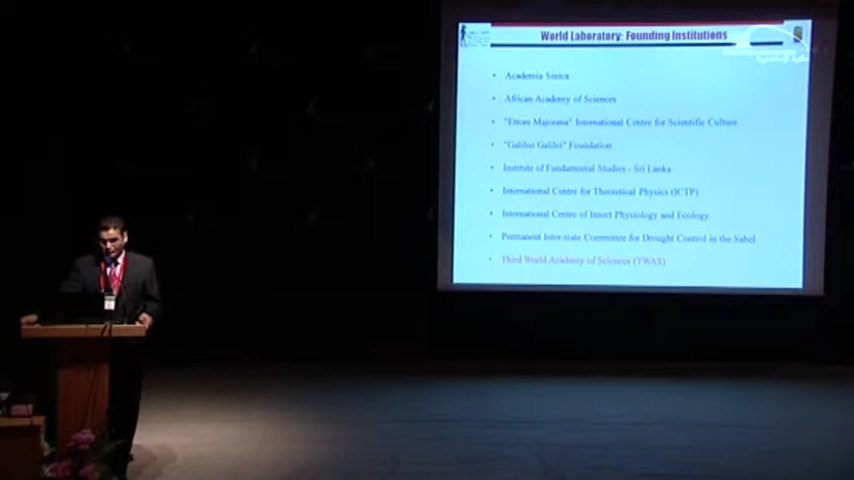 World Laboratory: Founding Institutions
• Academia Sinica
• African Academy of Sciences
• "Ettore Majorana" International Centre for Scientific Culture
• "Galileo Galilei" Foundation
• Institute of Fundamental Studies - Sri Lanka
• International Centre for Theoretical Physics (ICTP)
• International Centre of Insect Physiology and Ecology
• Permanent Inter-state Committee for Drought Control in the Sahel
• Third World Academy of Sciences (TWAS)